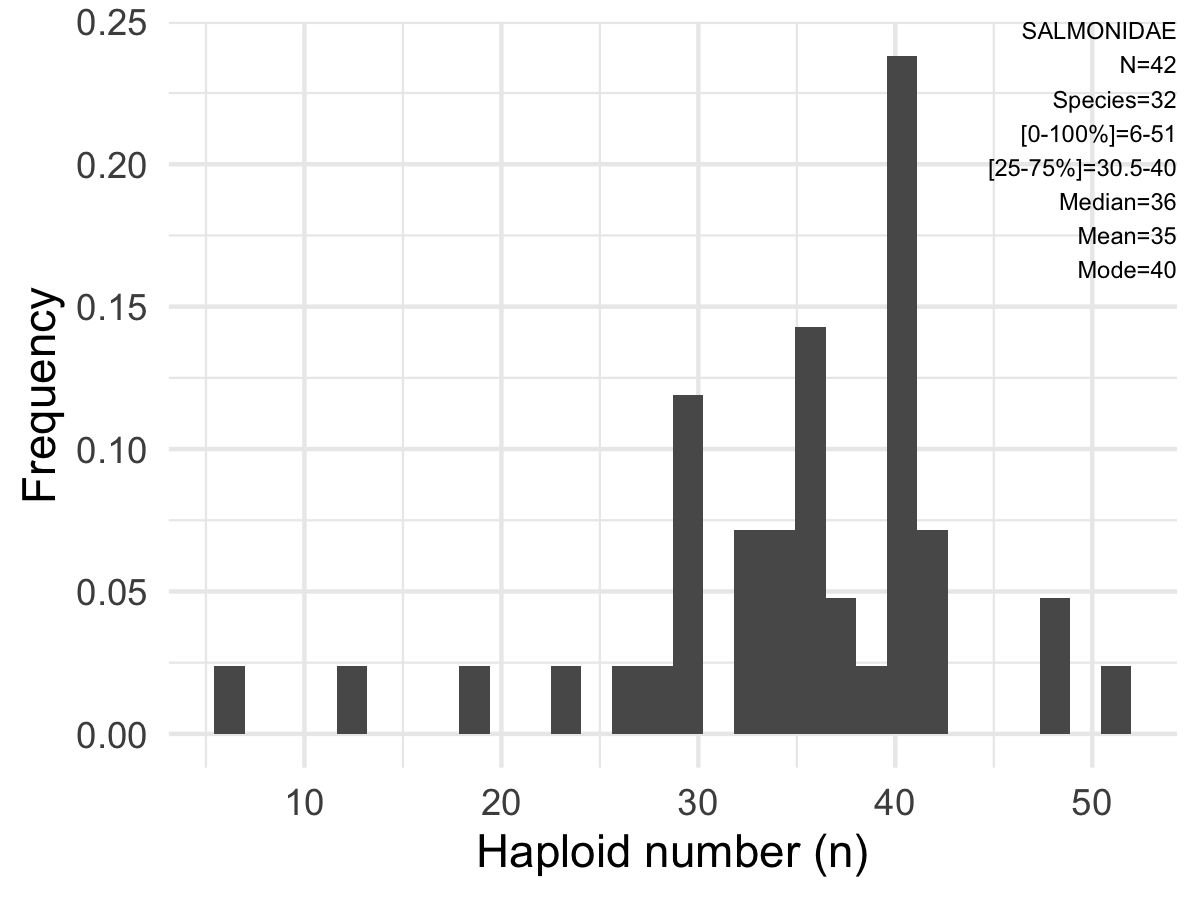 SALMONIDAE
N=42
Species=32
[0-100%]=6-51
[25-75%]=30.5-40
Median=36
Mean=35
Mode=40
Frequency
0.25
0.20
0.15
0.10
0.05
0.00
10 20 30 40 50
Haploid number (n)